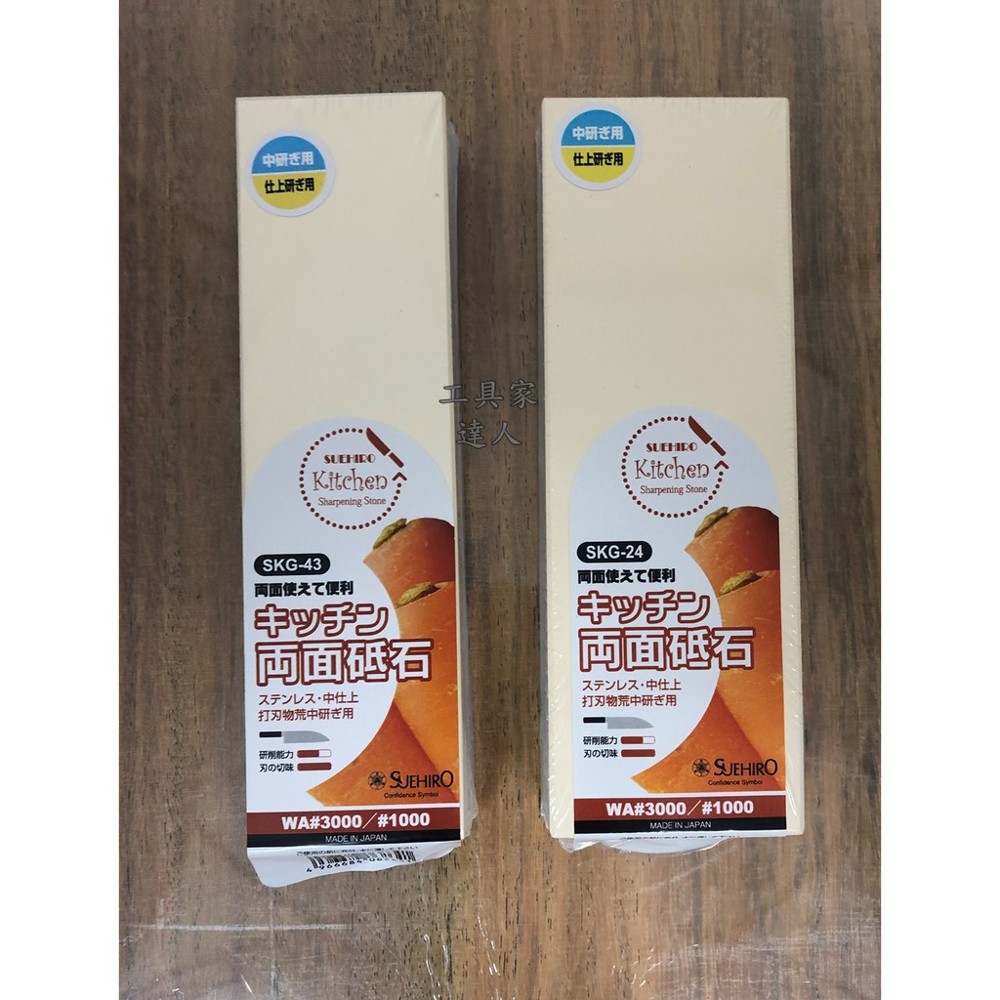 中研ぎ用
仕上研ぎ用
SUEHIRO
Kitchen
Sharpening Stone
SKG-43
両面使えて便利
キッチン
両面砥石
ステンレス・中仕上
打刃物荒中研ぎ用
研削能力
刃の切味
SUEHIRO
Confidence Symbol
WA#3000/#1000
MADE IN JAPAN
中研ぎ用
仕上研ぎ用
SUEHIRO
Kitchen
Sharpening Stone
SKG-24
両面使えて便利
キッチン
両面砥石
ステンレス・中仕上
打刃物荒中研ぎ用
研削能力
刃の切味
SUEHIRO
Confidence Symbol
WA#3000/#1000
MADE IN JAPAN
工具家
達人